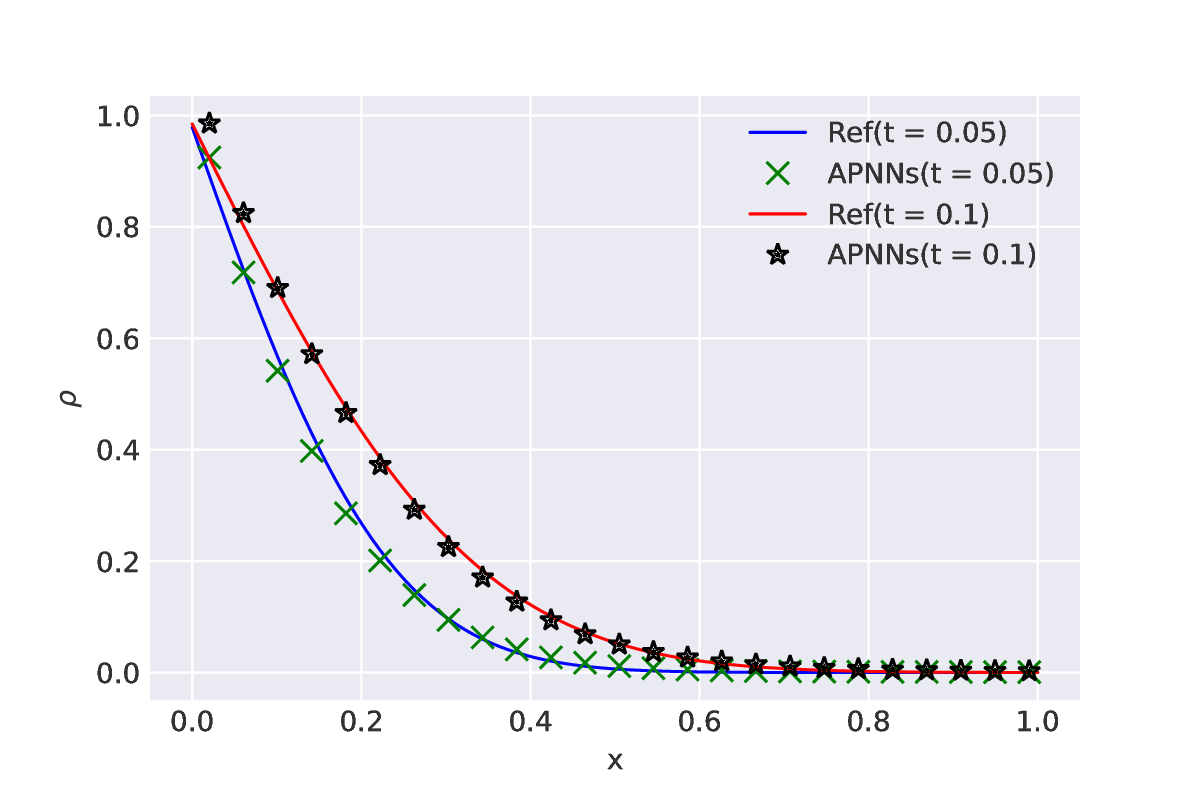 1.0
0.8
0.6
0.4
0.2
0.0
ρ
0.0 0.2 0.4 0.6 0.8 1.0
x
Ref(t = 0.05)
APNNs(t = 0.05)
Ref(t = 0.1)
APNNs(t = 0.1)